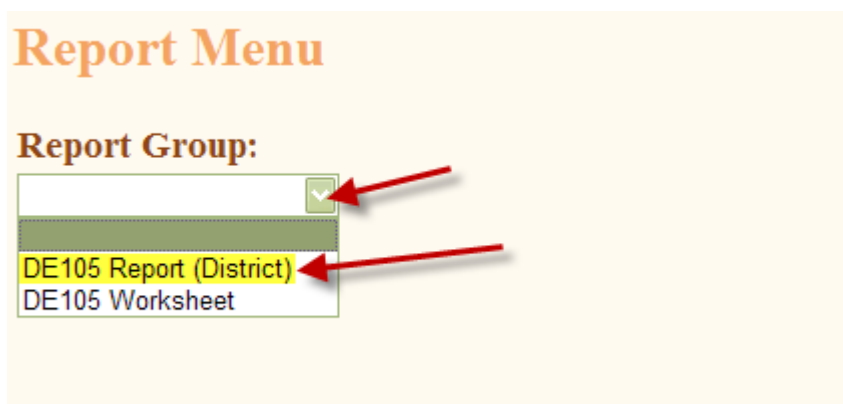 Report Menu
Report Group:
DE105 Report (District)
DE105 Worksheet